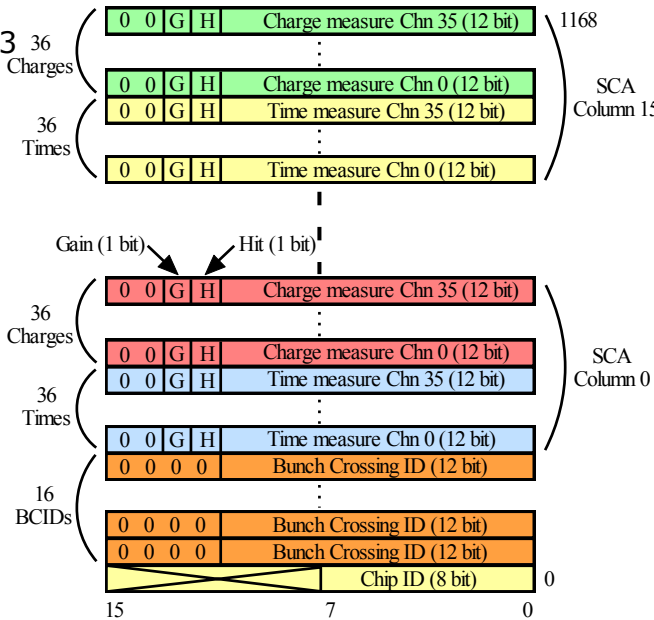 0 0 G H Charge measure Chn 35 (12 bit) 1168
3 36
Charges
SCA
Column 15
0 0 G H Charge measure Chn 0 (12 bit)
0 0 G H Time measure Chn 35 (12 bit)
36
Times
0 0 G H Time measure Chn 0 (12 bit)
Gain (1 bit) Hit (1 bit)
0 0 G H Charge measure Chn 35 (12 bit)
36
Charges
0 0 G H Charge measure Chn 0 (12 bit)
SCA
Column 0
0 0 G H Time measure Chn 35 (12 bit)
36
Times
0 0 G H Time measure Chn 0 (12 bit)
0 0 0 0 Bunch Crossing ID (12 bit)
16
BCIDs
0 0 0 0 Bunch Crossing ID (12 bit)
0 0 0 0 Bunch Crossing ID (12 bit)
Chip ID (8 bit) 0
15 7 0